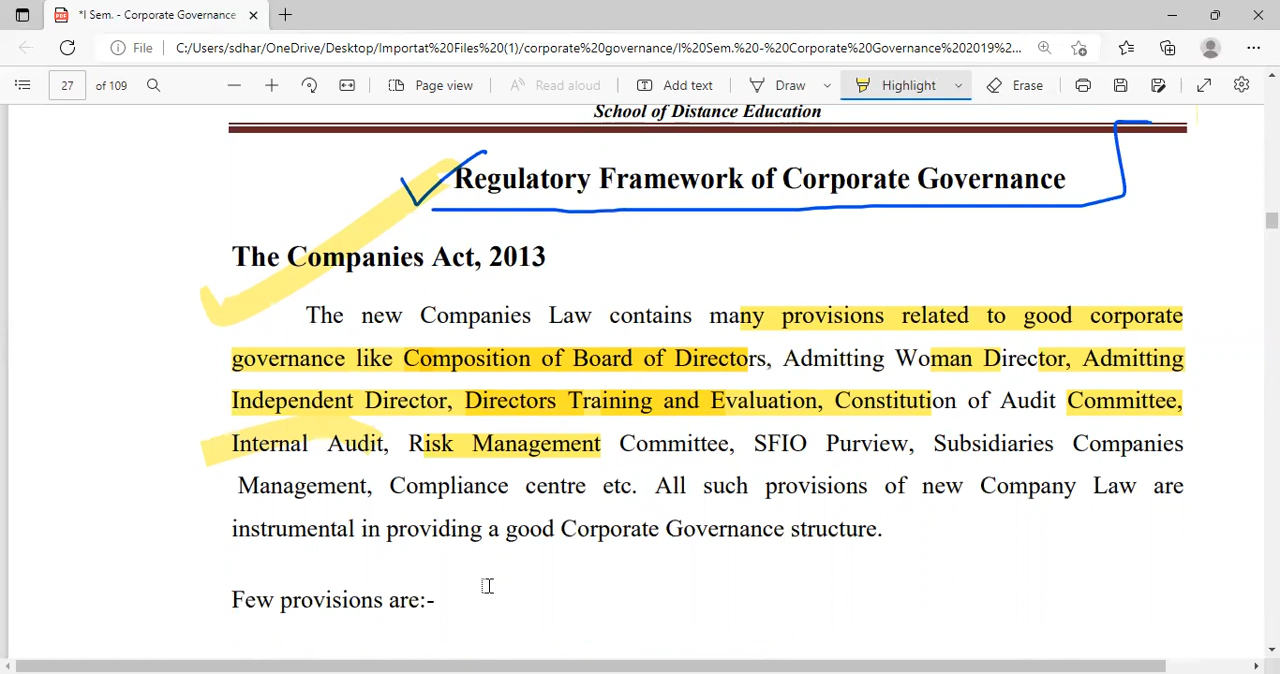 *I Sem. - Corporate Governance
File C:/Users/sdhar/OneDrive/Desktop/Importat%20Files%20(1)/corporate%20governance/I%20Sem.%20-%20Corporate%20Governance%202019%2...
27 of 109 Page view Read aloud Add text Draw Highlight Erase
School of Distance Education
Regulatory Framework of Corporate Governance
The Companies Act, 2013
The new Companies Law contains many provisions related to good corporate
governance like Composition of Board of Directors, Admitting Woman Director, Admitting
Independent Director, Directors Training and Evaluation, Constitution of Audit Committee,
Internal Audit, Risk Management Committee, SFIO Purview, Subsidiaries Companies
Management, Compliance centre etc. All such provisions of new Company Law are
instrumental in providing a good Corporate Governance structure.
Few provisions are:-